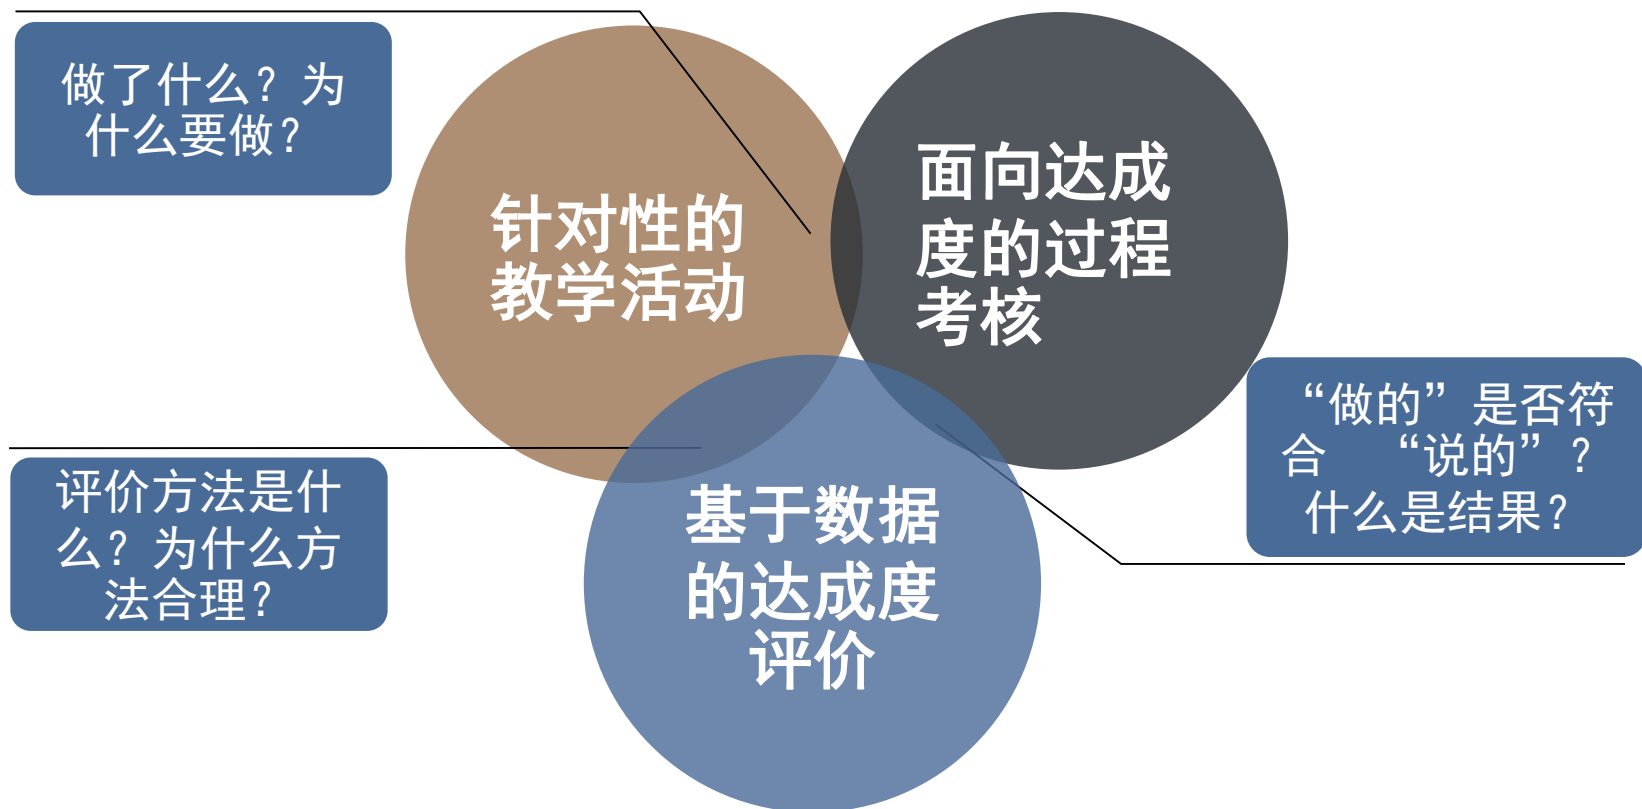 做了什么？为
什么要做？
针对性的
教学活动
面向达成
度的过程
考核
“做的”是否符
合 “说的”？
什么是结果？
评价方法是什
么？为什么方
法合理？
基于数据
的达成度
评价